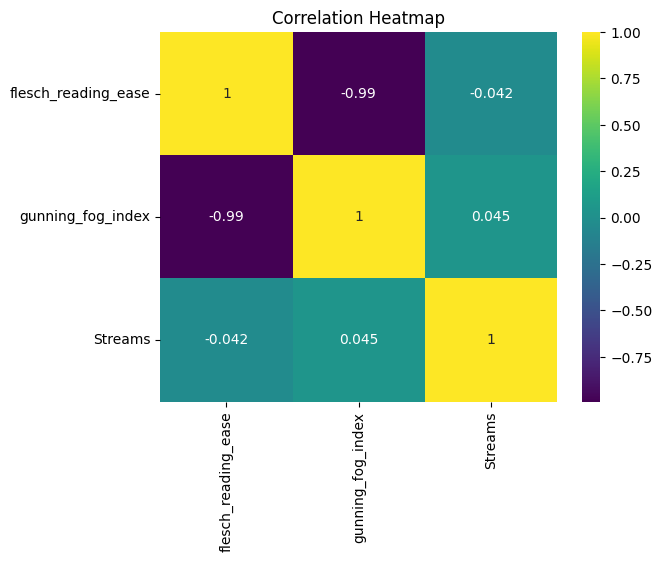 Correlation Heatmap
flesch_reading_ease
1
-0.99
-0.042
gunning_fog_index
-0.99
1
0.045
Streams
-0.042
0.045
1
flesch_reading_ease
gunning_fog_index
Streams
1.00
0.75
0.50
0.25
0.00
−0.25
−0.50
−0.75